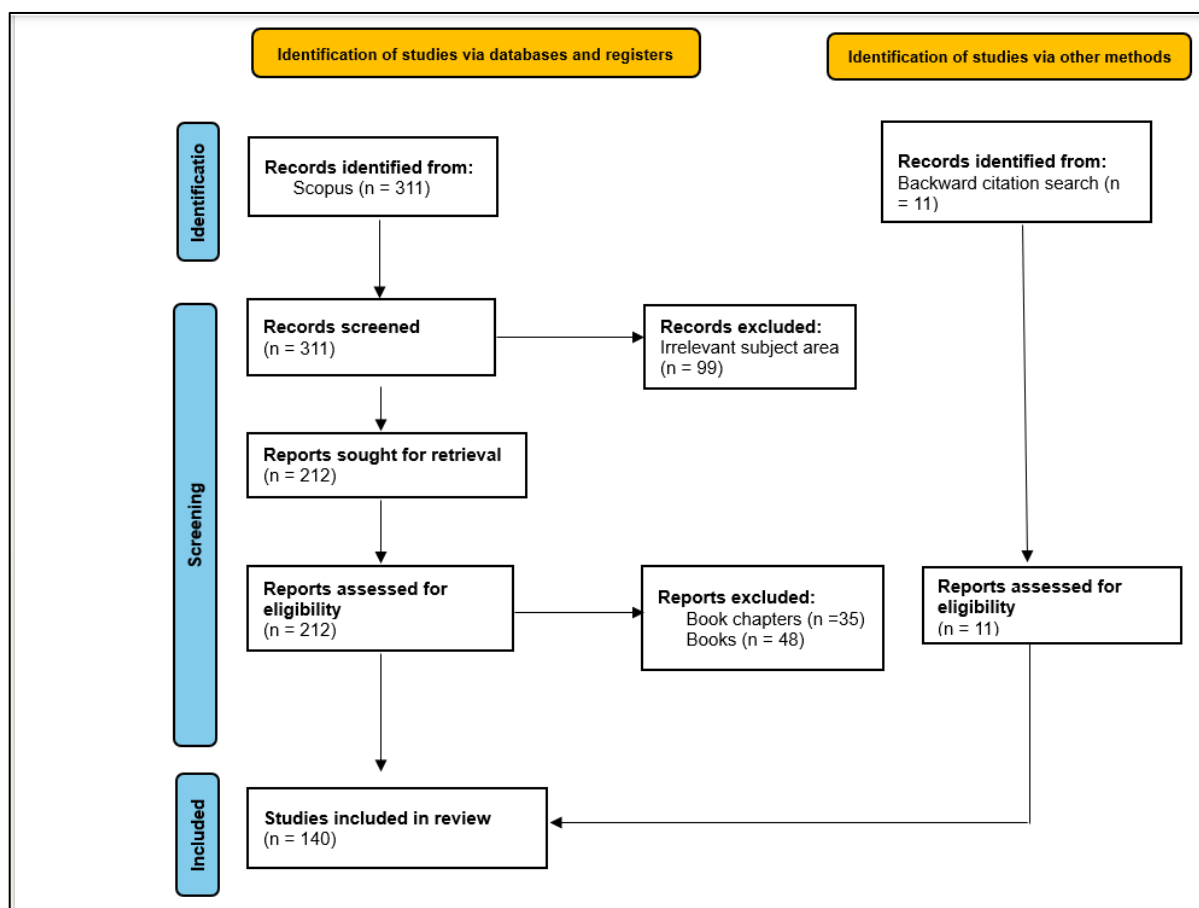 Identification of studies via databases and registers
Identification of studies via other methods
Identificatio
Records identified from:
Scopus (n = 311)
Records identified from:
Backward citation search (n
= 11)
Screening
Records screened
(n = 311)
Records excluded:
Irrelevant subject area
(n = 99)
Reports sought for retrieval
(n = 212)
Reports assessed for
eligibility
(n = 212)
Reports excluded:
Book chapters (n =35)
Books (n = 48)
Reports assessed for
eligibility
(n = 11)
Included
Studies included in review
(n = 140)